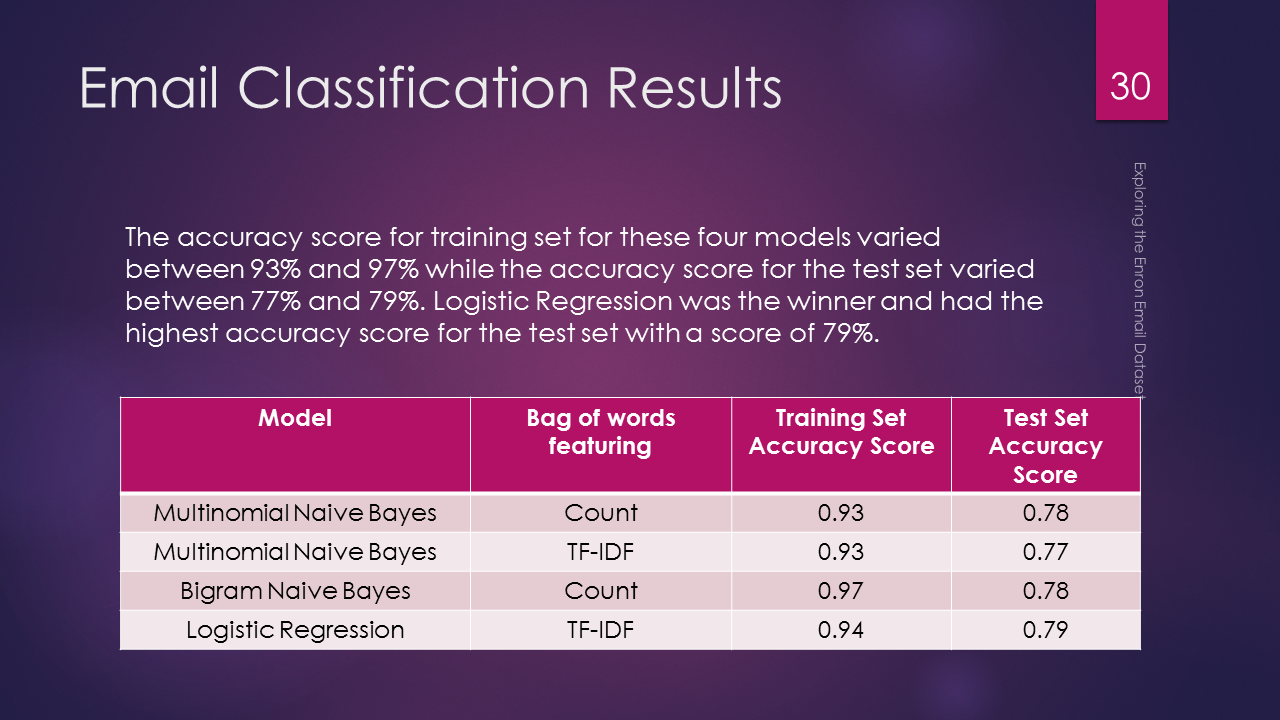 Email Classification Results
30
Exploring the Enron Email Dataset
The accuracy score for training set for these four models varied
between 93% and 97% while the accuracy score for the test set varied
between 77% and 79%. Logistic Regression was the winner and had the
highest accuracy score for the test set with a score of 79%.
Model Bag of words featuring Training Set Accuracy Score Test Set Accuracy Score
Multinomial Naive Bayes Count 0.93 0.78
Multinomial Naive Bayes TF-IDF 0.93 0.77
Bigram Naive Bayes Count 0.97 0.78
Logistic Regression TF-IDF 0.94 0.79